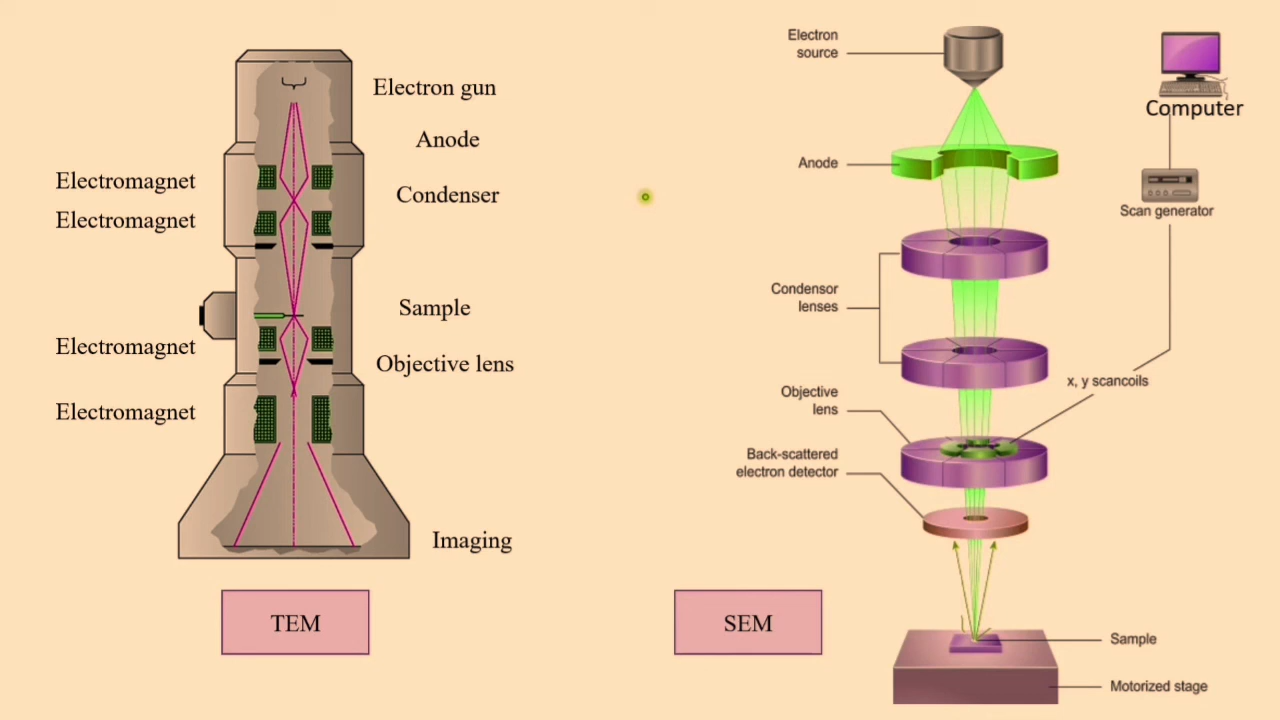 Electron gun
Anode
Electromagnet
Condenser
Electromagnet
Sample
Electromagnet
Objective lens
Electromagnet
Imaging
TEM
Electron
source
Computer
Anode
Scan generator
Condensor
lenses
x, y scancoils
Objective
lens
Back-scattered
electron detector
Sample
Motorized stage
SEM